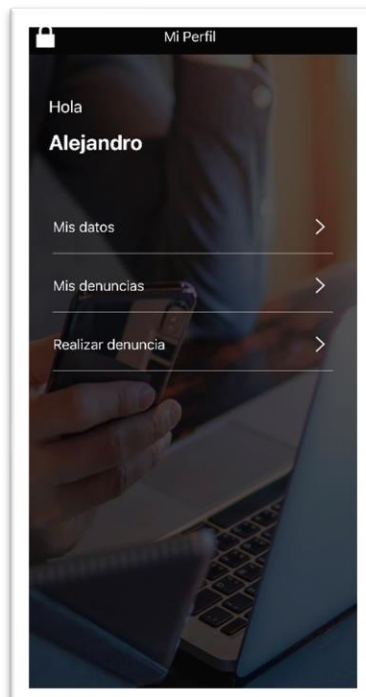 Mi Perfil
Hola
Alejandro
Mis datos
Mis denuncias
Realizar denuncia